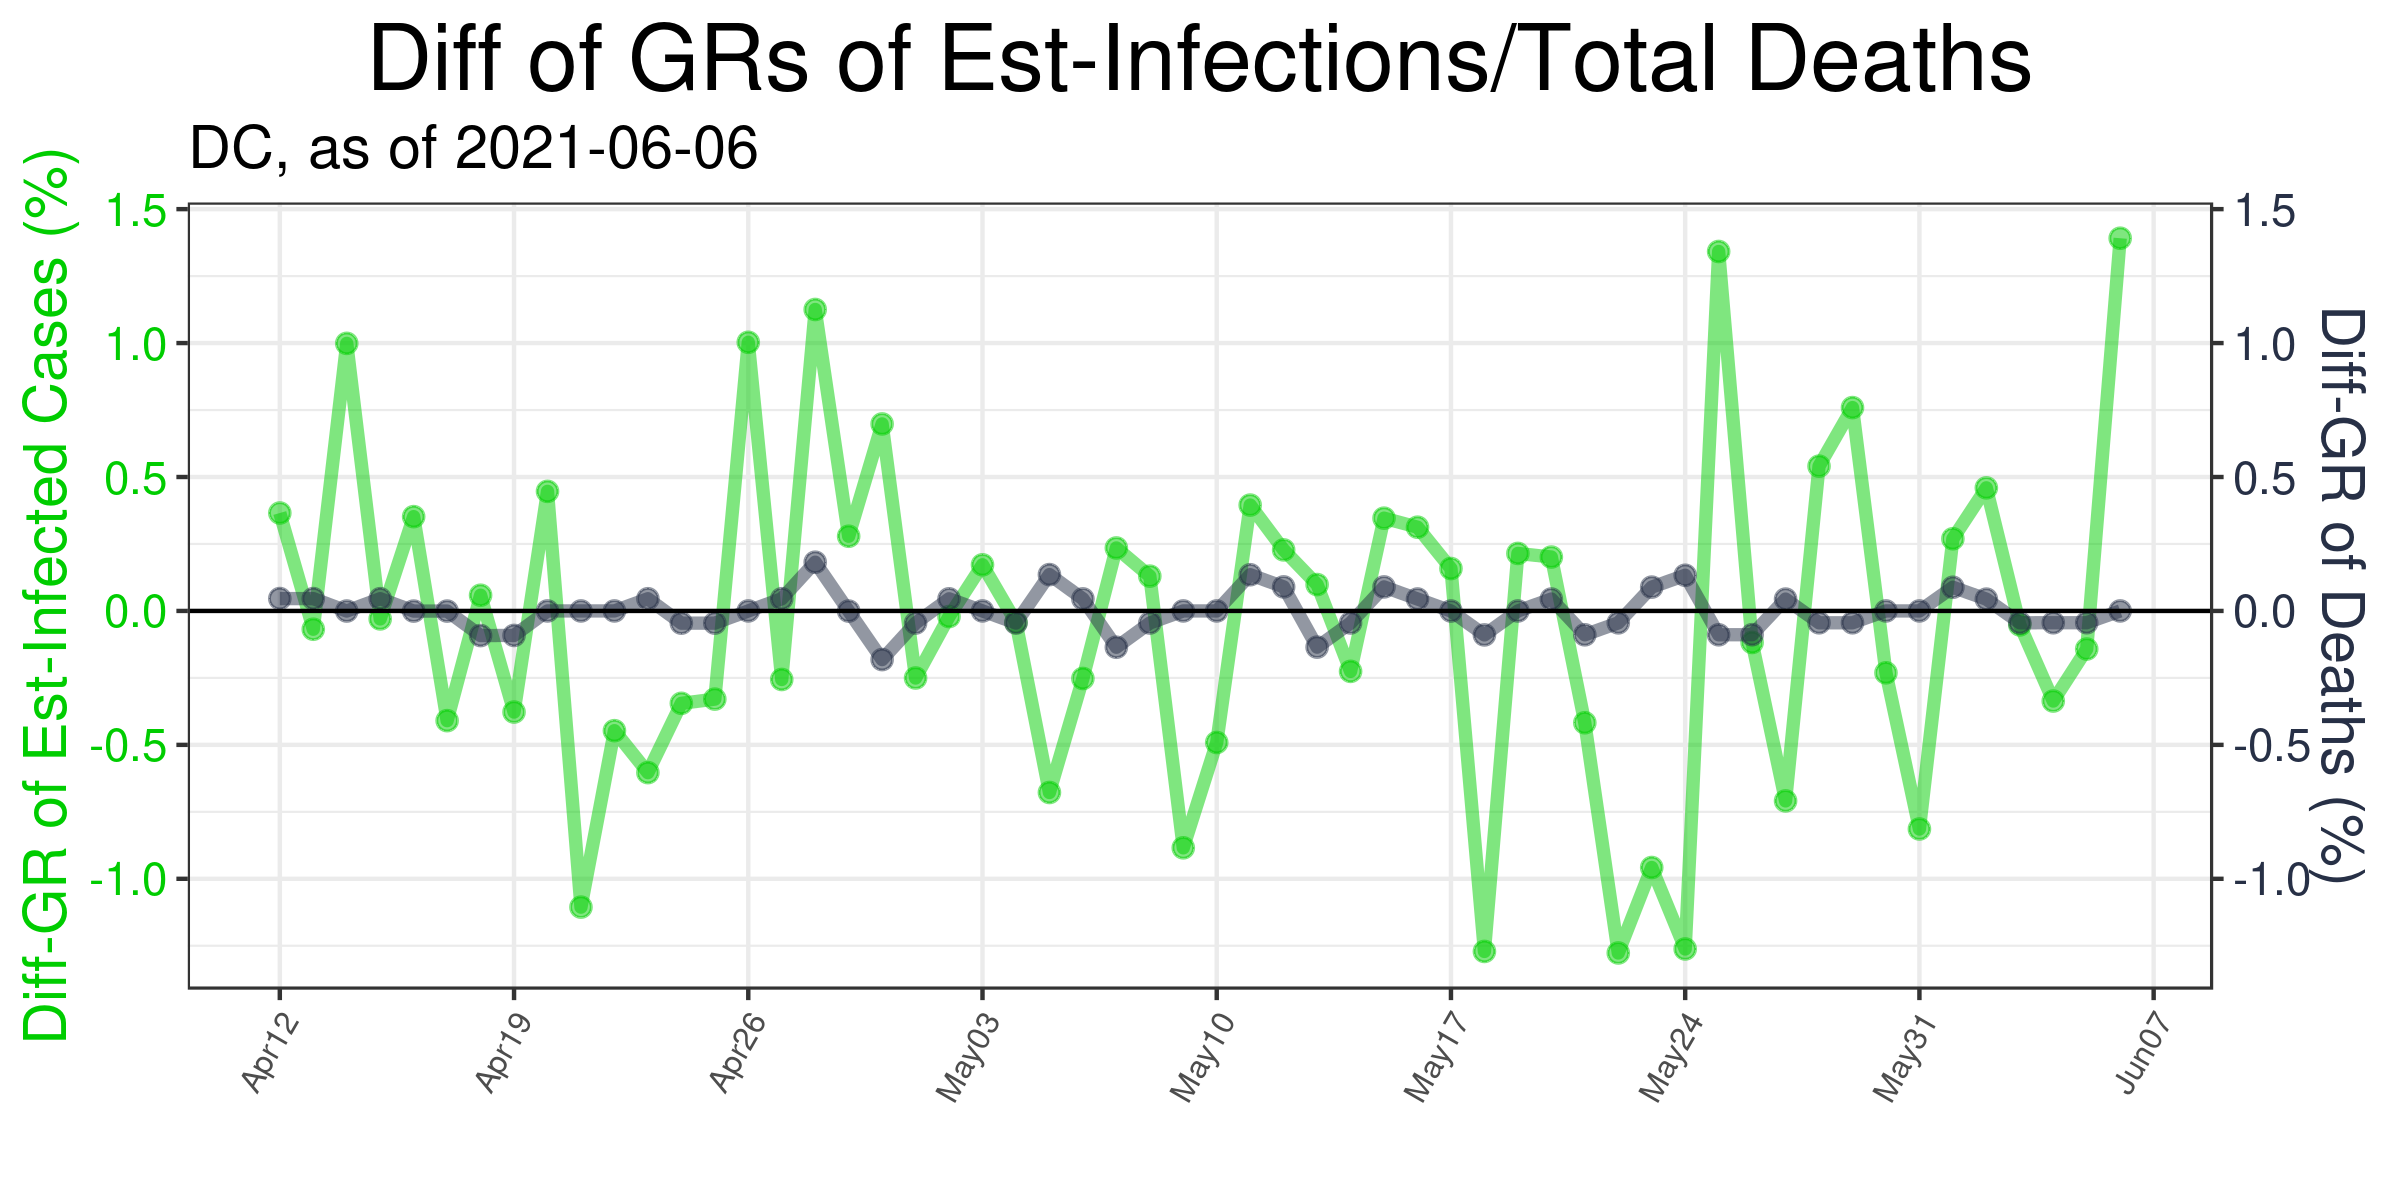 Diff of GRs of Est-Infections/Total Deaths
DC, as of 2021-06-06
Diff-GR of Est-Infected Cases (%)
1.5
1.0
0.5
0.0
-0.5
-1.0
1.5
1.0
0.5
0.0
-0.5
-1.0
Diff-GR of Deaths (%)
Apr12
Apr19
Apr26
May03
May10
May17
May24
May31
Jun07